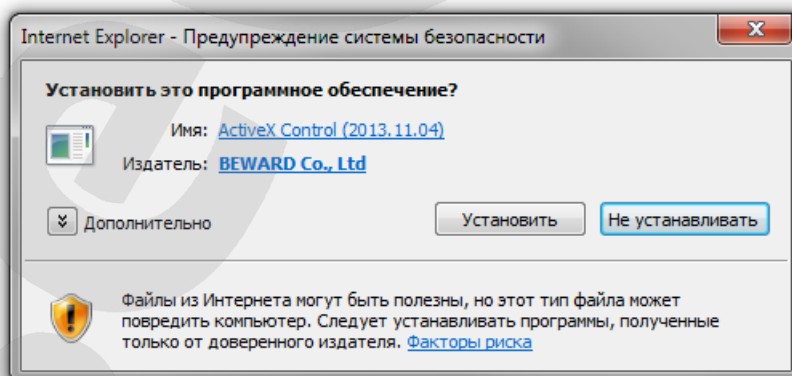 Internet Explorer - Предупреждение системы безопасности
Установить это программное обеспечение?
Имя: ActiveX Control (2013.11.04)
Издатель: BEWARD Co., Ltd
Дополнительно
Установить
Не устанавливать
Файлы из Интернета могут быть полезны, но этот тип файла может
повредить компьютер. Следует устанавливать программы, полученные
только от доверенного издателя. Факторы риска